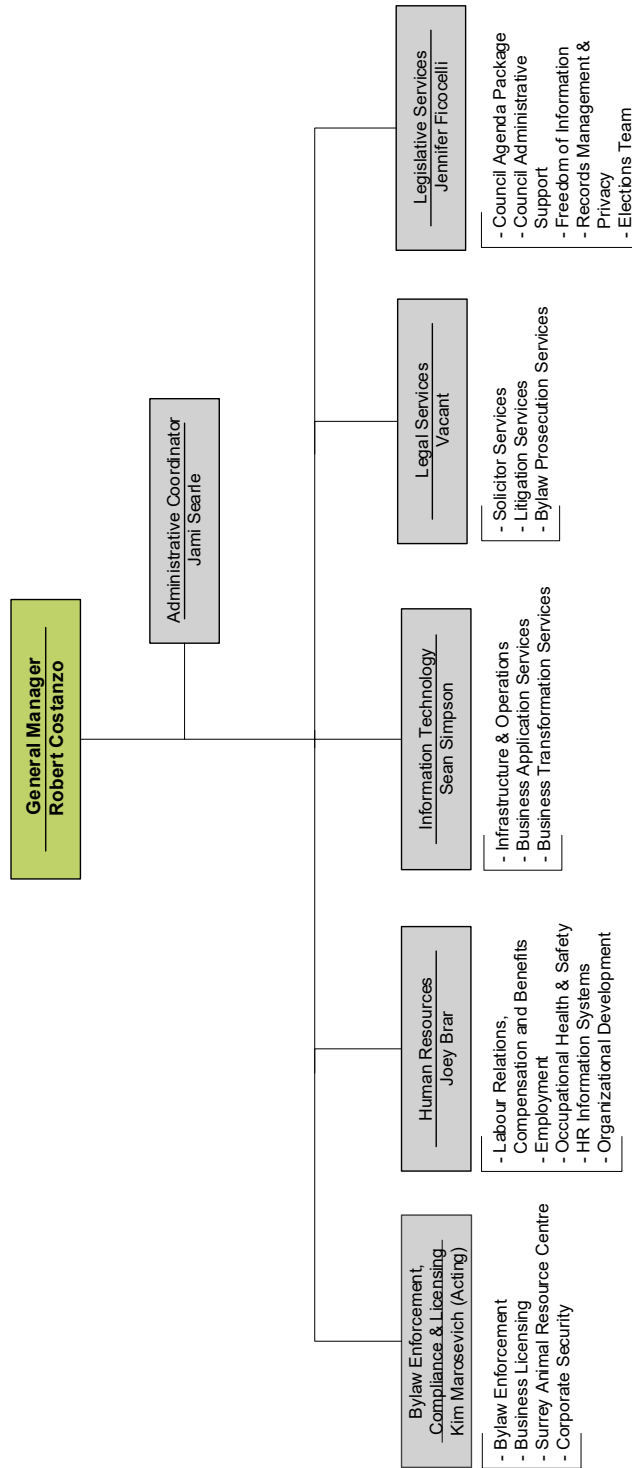 General Manager
Robert Costanzo
Administrative Coordinator
Jami Searle
Bylaw Enforcement,
Compliance & Licensing
Kim Marosevich (Acting)
- Bylaw Enforcement
- Business Licensing
- Surrey Animal Resource Centre
- Corporate Security
Human Resources
Joey Brar
- Labour Relations,
Compensation and Benefits
- Employment
- Occupational Health & Safety
- HR Information Systems
- Organizational Development
Information Technology
Sean Simpson
- Infrastructure & Operations
- Business Application Services
- Business Transformation Services
Legal Services
Vacant
- Solicitor Services
- Litigation Services
- Bylaw Prosecution Services
Legislative Services
Jennifer Ficocelli
- Council Agenda Package
- Council Administrative
Support
- Freedom of Information
- Records Management &
Privacy
- Elections Team